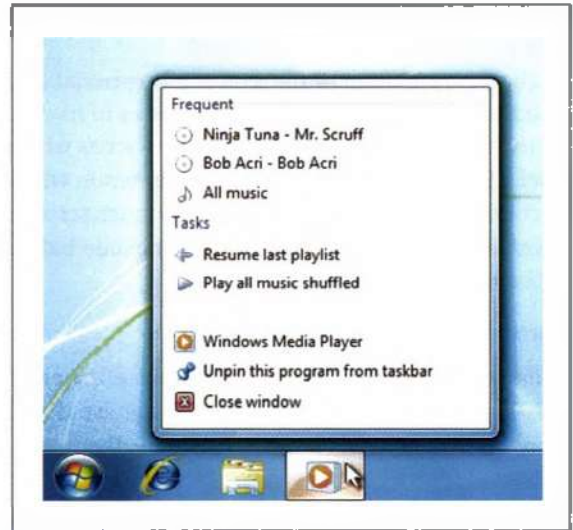 Frequent
Ninja Tuna - Mr. Scruff
Bob Acri - Bob Acri
All music
Tasks
Resume last playlist
Play all music shuffled
Windows Media Player
Unpin this program from taskbar
Close window